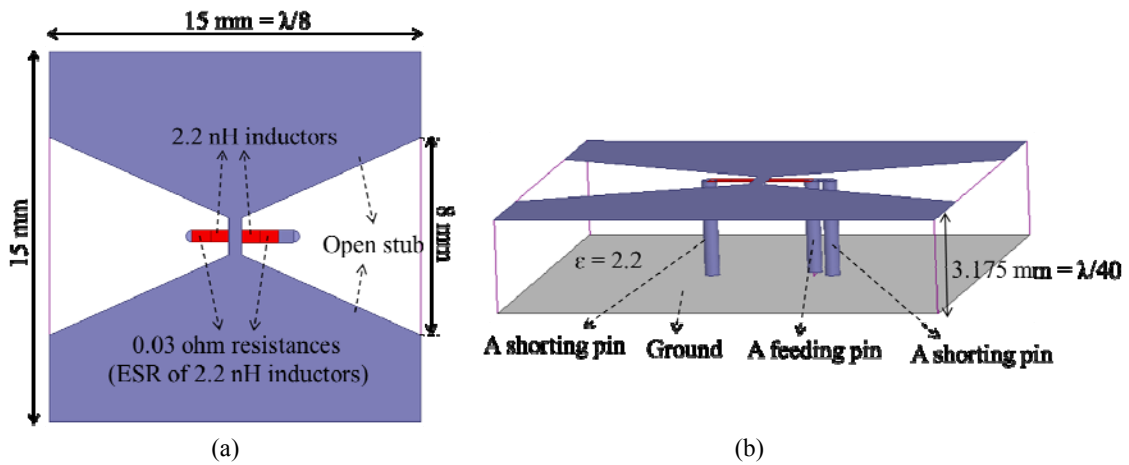 15 mm = λ/8
15 mm
2.2 nH inductors
8 mm
Open stub
0.03 ohm resistances
(ESR of 2.2 nH inductors)
(a)
ε = 2.2
3.175 mm = λ/40
A shorting pin
Ground
A feeding pin
A shorting pin
(b)